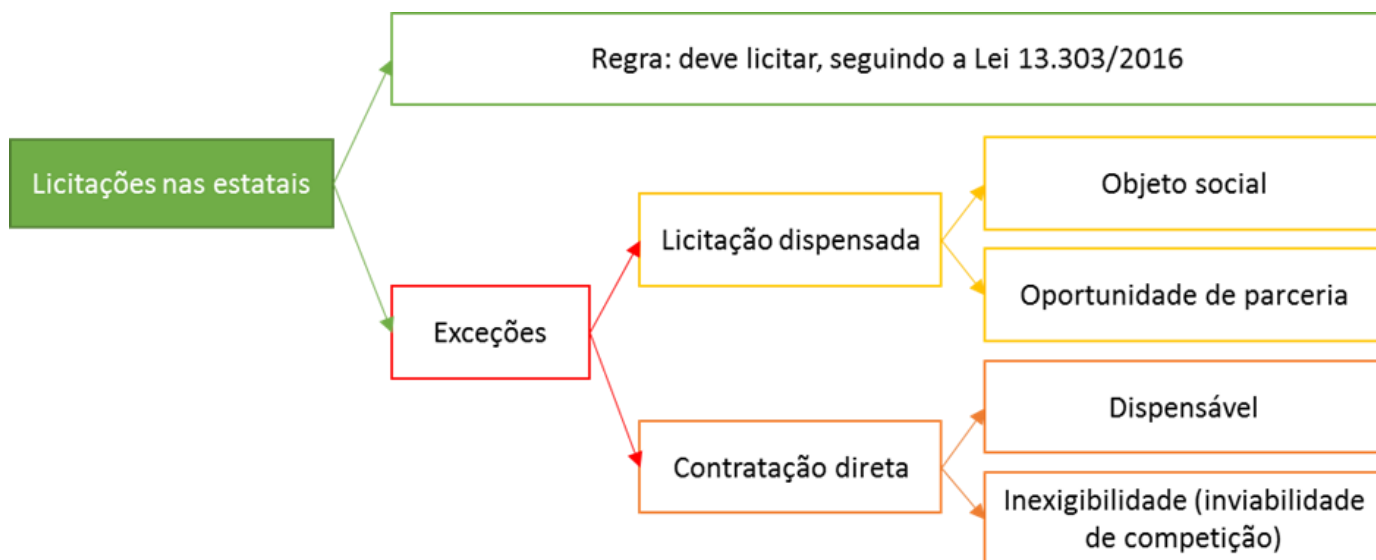 Regra: deve licitar, seguindo a Lei 13.303/2016
Licitações nas estatais
Exceções
Licitação dispensada
Objeto social
Oportunidade de parceria
Contratação direta
Dispensável
Inexigibilidade (inviabilidade
de competição)